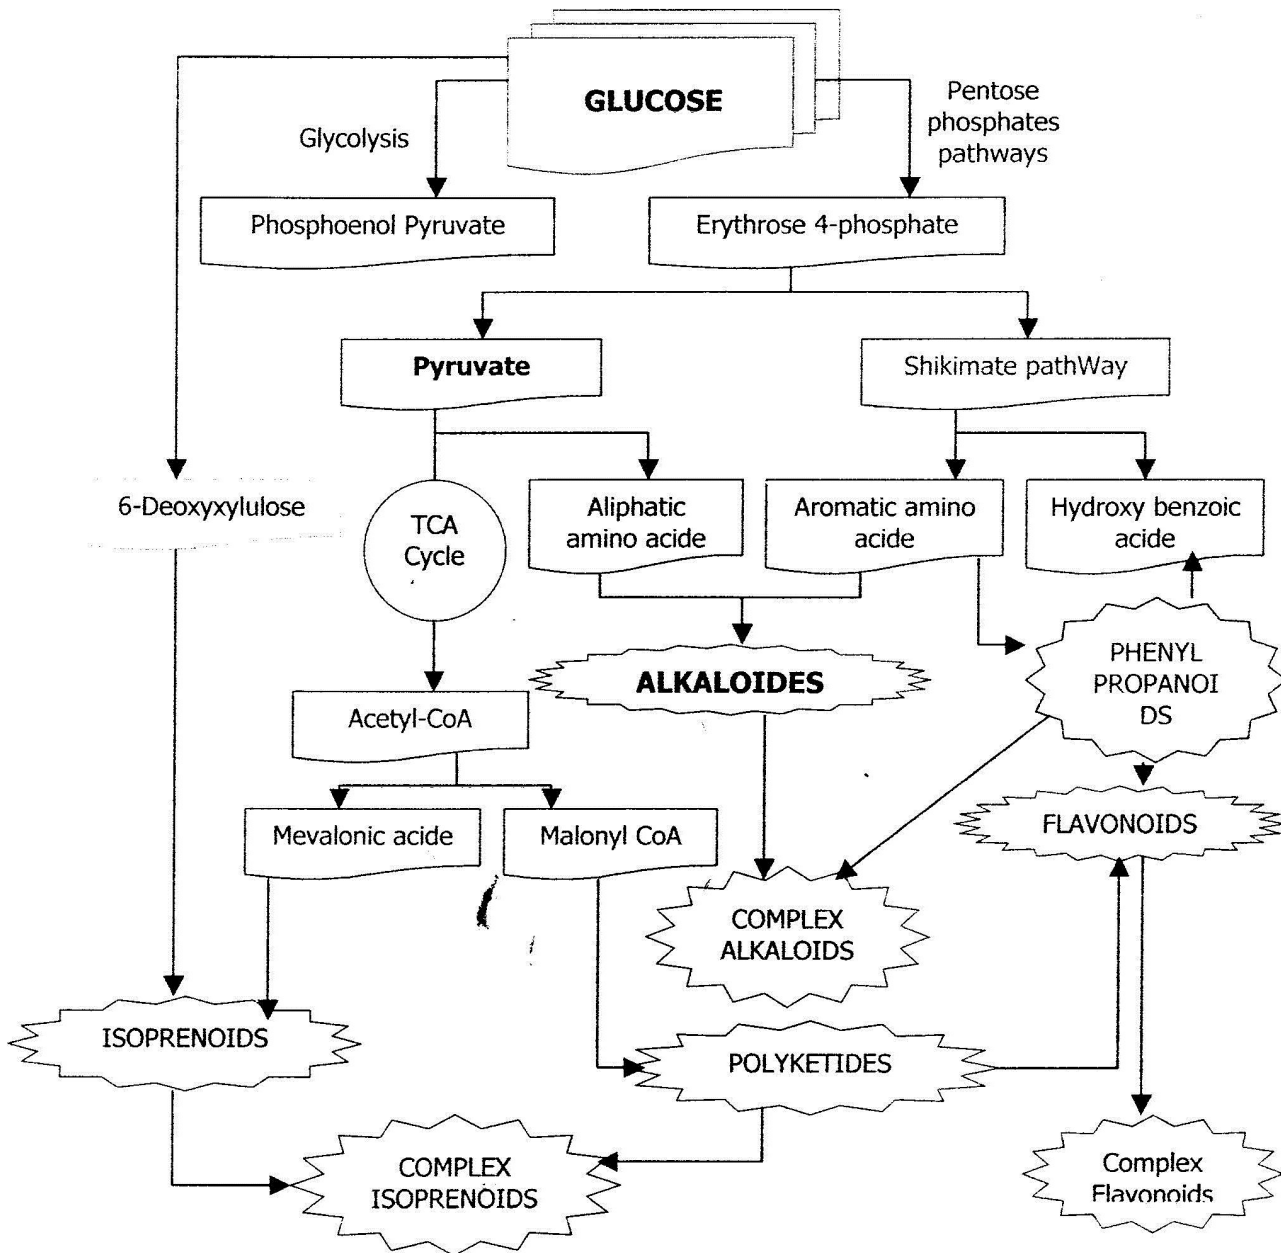 GLUCOSE
Pentose
phosphates
pathways
Glycolysis
Phosphoenol Pyruvate
Erythrose 4-phosphate
Pyruvate
Shikimate pathWay
6-Deoxyxylulose
TCA
Cycle
Aliphatic
amino acide
Aromatic amino
acide
Hydroxy benzoic
acide
ALKALOIDES
PHENYL
PROPANOI
DS
Acetyl-CoA
Mevalonic acide
Malonyl CoA
FLAVONOIDS
COMPLEX
ALKALOIDS
ISOPRENOIDS
POLYKETIDES
COMPLEX
ISOPRENOIDS
Complex
Flavonoids